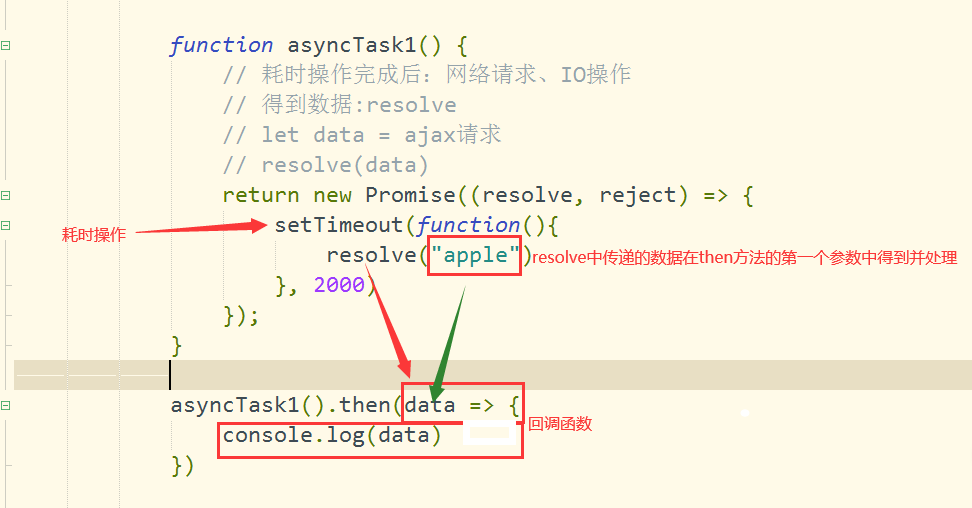 function asyncTask1() {
// 耗时操作完成后：网络请求、IO操作
// 得到数据:resolve
// let data = ajax请求
// resolve(data)
return new Promise((resolve, reject) => {
耗时操作
setTimeout(function(){
resolve("apple")
resolve中传递的数据在then方法的第一个参数中得到并处理
}, 2000)
});
}
asyncTask1().then(data => {
回调函数
console.log(data)
})